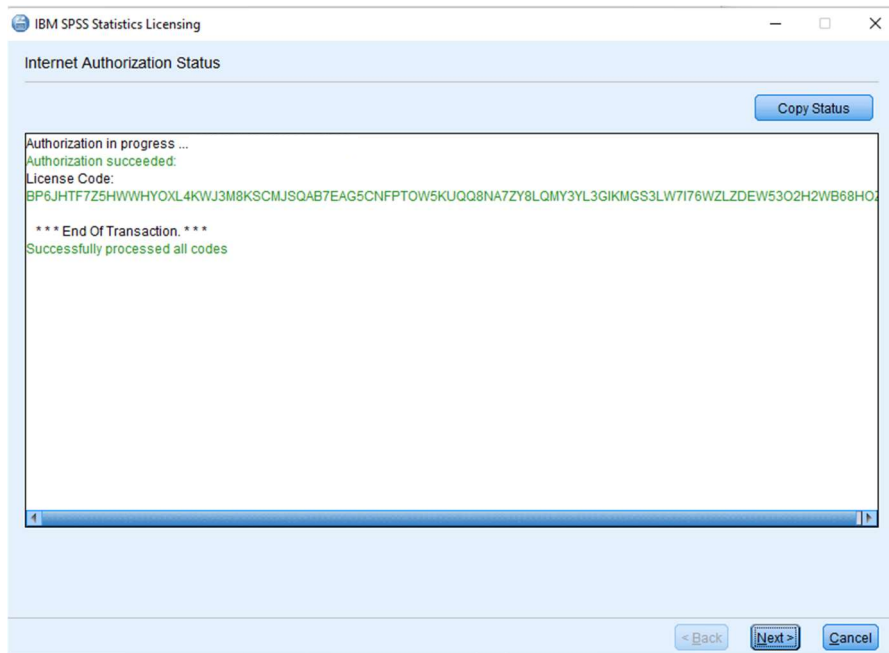 IBM SPSS Statistics Licensing
Internet Authorization Status
Copy Status
Authorization in progress ...
Authorization succeeded:
License Code:
BP6JHTF7Z5HWWHYOXL4KWJ3M8KSCMJSQAB7EAG5CNFPTOW5KUQQ8NA7ZY8LQMY3YL3GIKMGS3LW7I76WZLZDEW53O2H2WB68HOZ
* * * End Of Transaction. * * *
Successfully processed all codes
< Back
Next >
Cancel